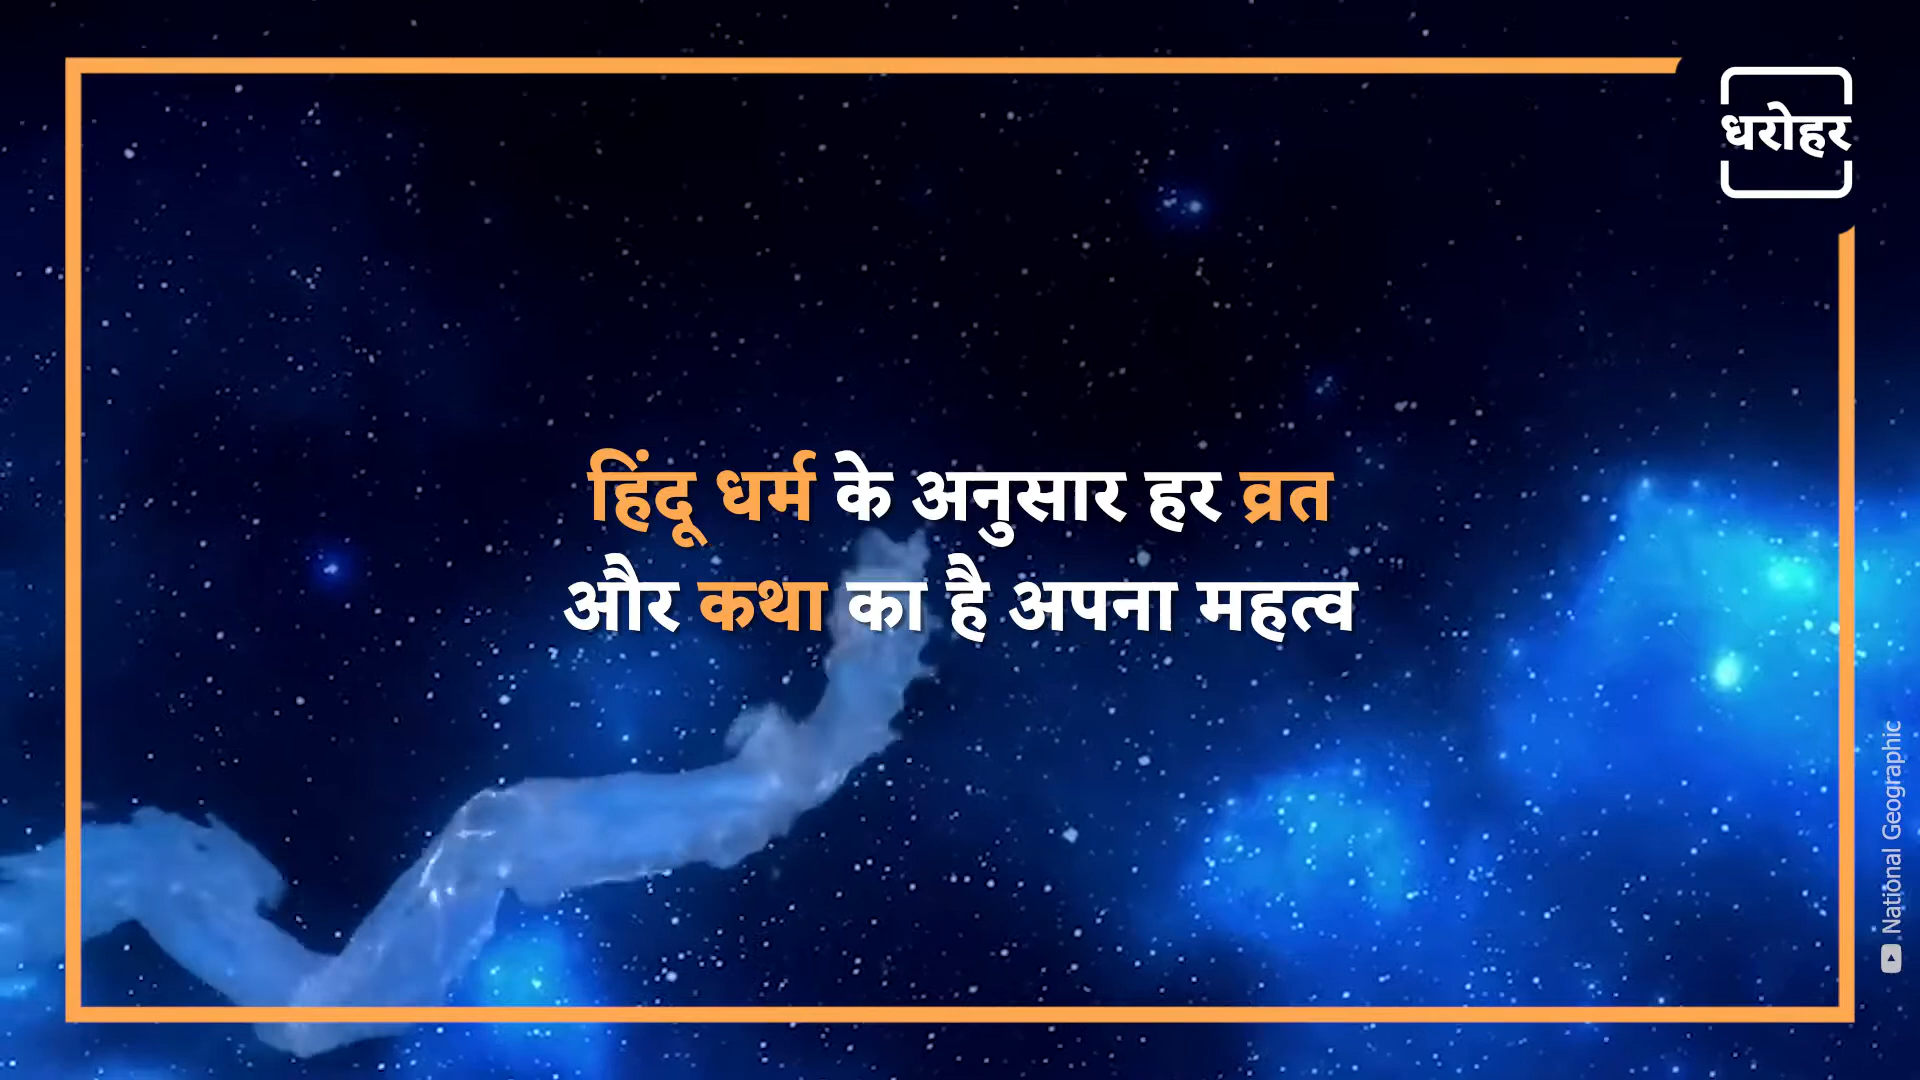 धरोहर
हिंदू धर्म के अनुसार हर व्रत
और कथा का है अपना महत्व
National Geographic